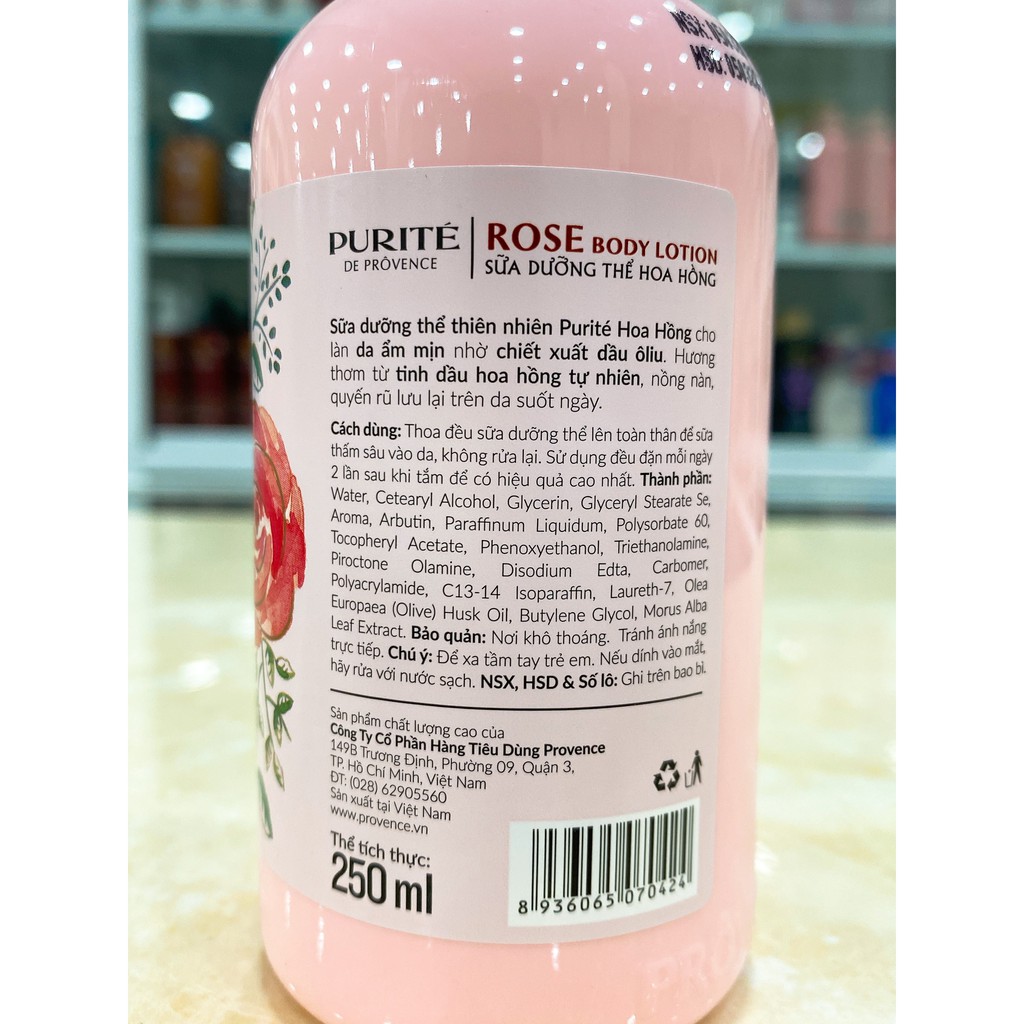 NSX:
HSD:
PURITÉ
DE PRÔVENCE
ROSE BODY LOTION
SỮA DƯỠNG THỂ HOA HỒNG
Sữa dưỡng thể thiên nhiên Purité Hoa Hồng cho
làn da ẩm mịn nhờ chiết xuất dầu ôliu. Hương
thơm từ tinh dầu hoa hồng tự nhiên, nồng nàn,
quyến rũ lưu lại trên da suốt ngày.
Cách dùng: Thoa đều sữa dưỡng thể lên toàn thân để sữa
thấm sâu vào da, không rửa lại. Sử dụng đều đặn mỗi ngày
2 lần sau khi tắm để có hiệu quả cao nhất. Thành phần:
Water, Cetearyl Alcohol, Glycerin, Glyceryl Stearate Se,
Aroma, Arbutin, Paraffinum Liquidum, Polysorbate 60,
Tocopheryl Acetate, Phenoxyethanol, Triethanolamine,
Piroctone Olamine, Disodium Edta, Carbomer,
Polyacrylamide, C13-14 Isoparaffin, Laureth-7, Olea
Europaea (Olive) Husk Oil, Butylene Glycol, Morus Alba
Leaf Extract. Bảo quản: Nơi khô thoáng. Tránh ánh nắng
trực tiếp. Chú ý: Để xa tầm tay trẻ em. Nếu dính vào mắt,
hãy rửa với nước sạch. NSX, HSD & Số lô: Ghi trên bao bì.
Sản phẩm chất lượng cao của
Công Ty Cổ Phần Hàng Tiêu Dùng Provence
149B Trương Định, Phường 09, Quận 3,
TP. Hồ Chí Minh, Việt Nam
ĐT: (028) 62905560
Sản xuất tại Việt Nam
www.provence.vn
Thể tích thực:
250 ml
8 936065 070424